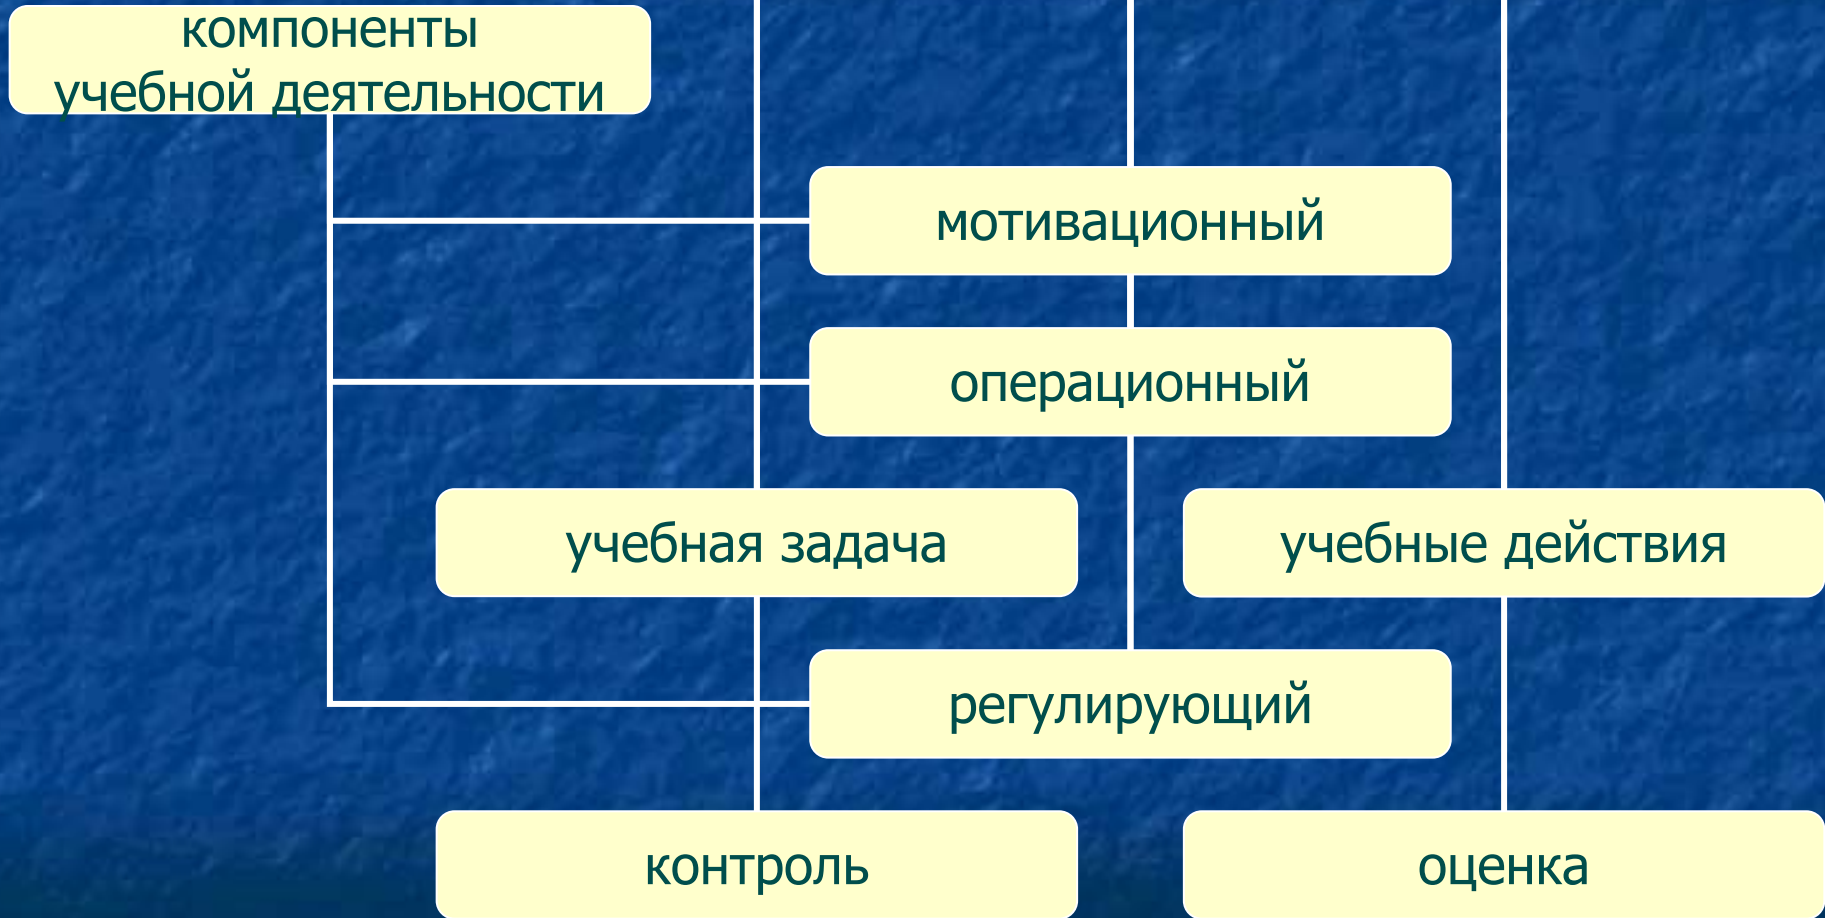 компоненты
учебной деятельности
мотивационный
операционный
учебная задача
учебные действия
регулирующий
контроль
оценка